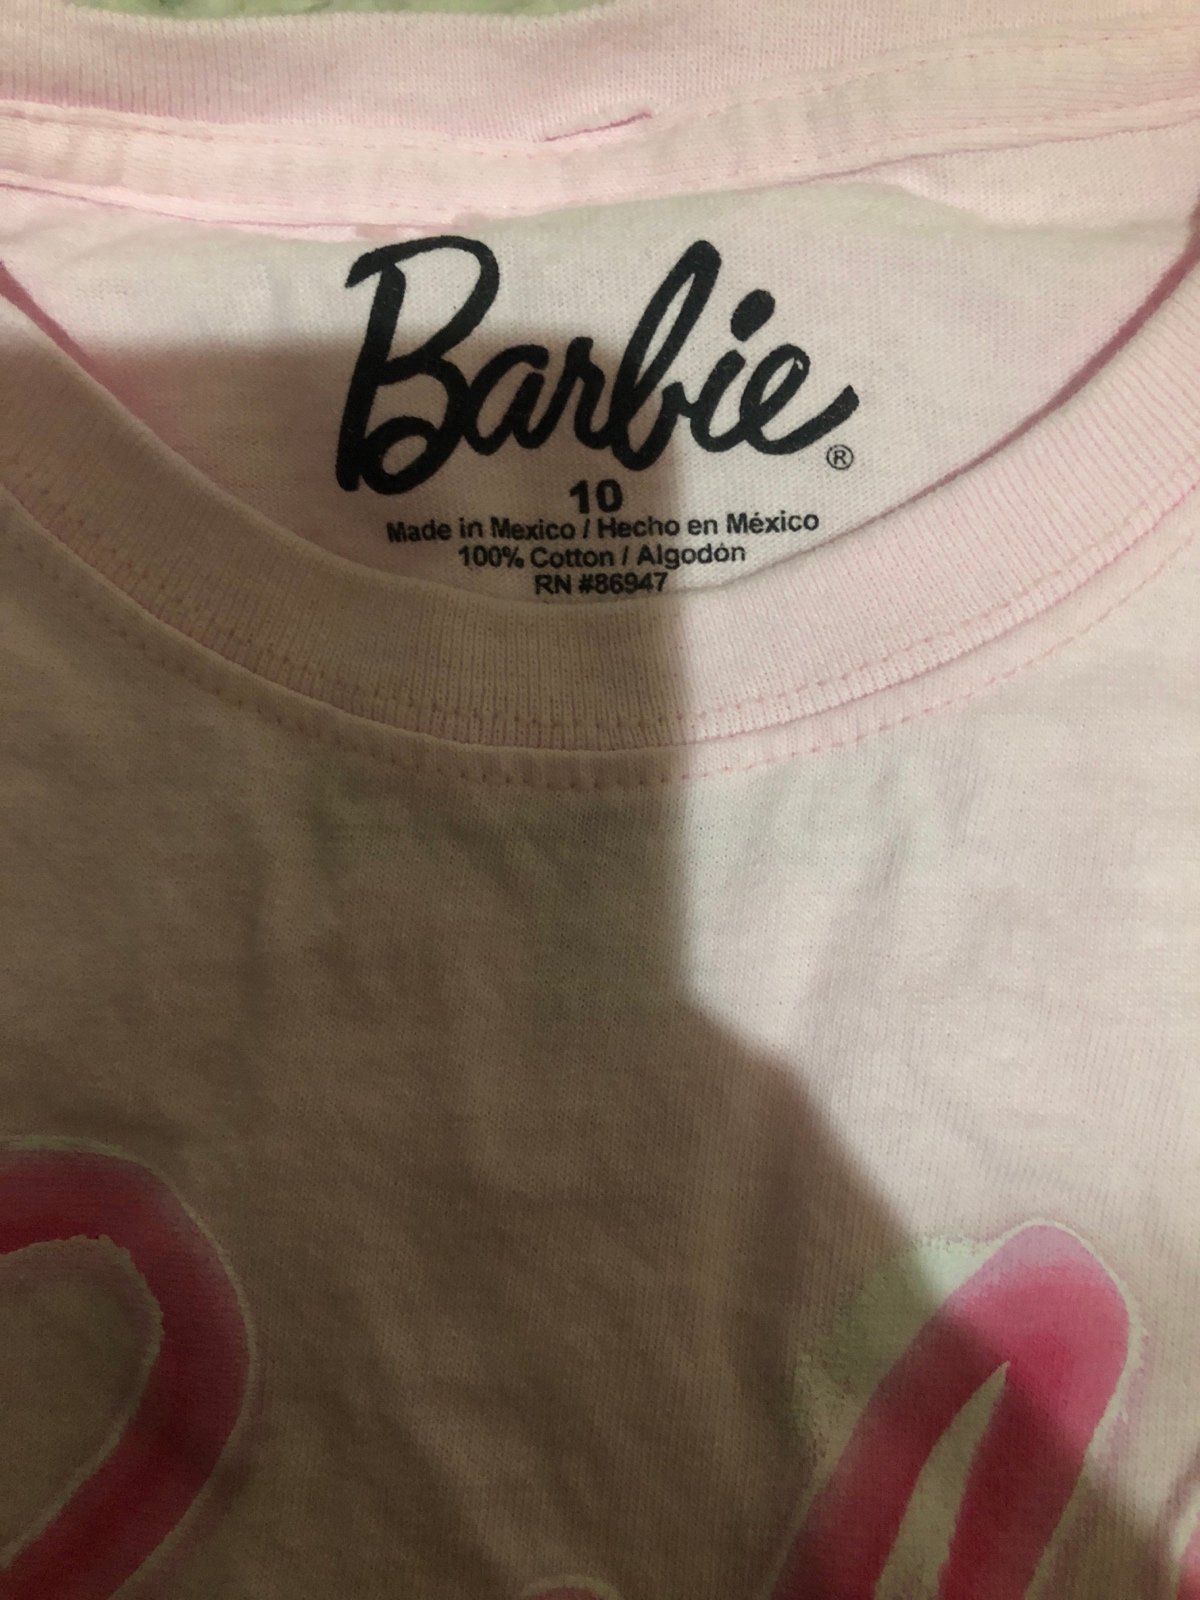 Barbie®
10
Made in Mexico / Hecho en México
100% Cotton / Algodón
RN #86947